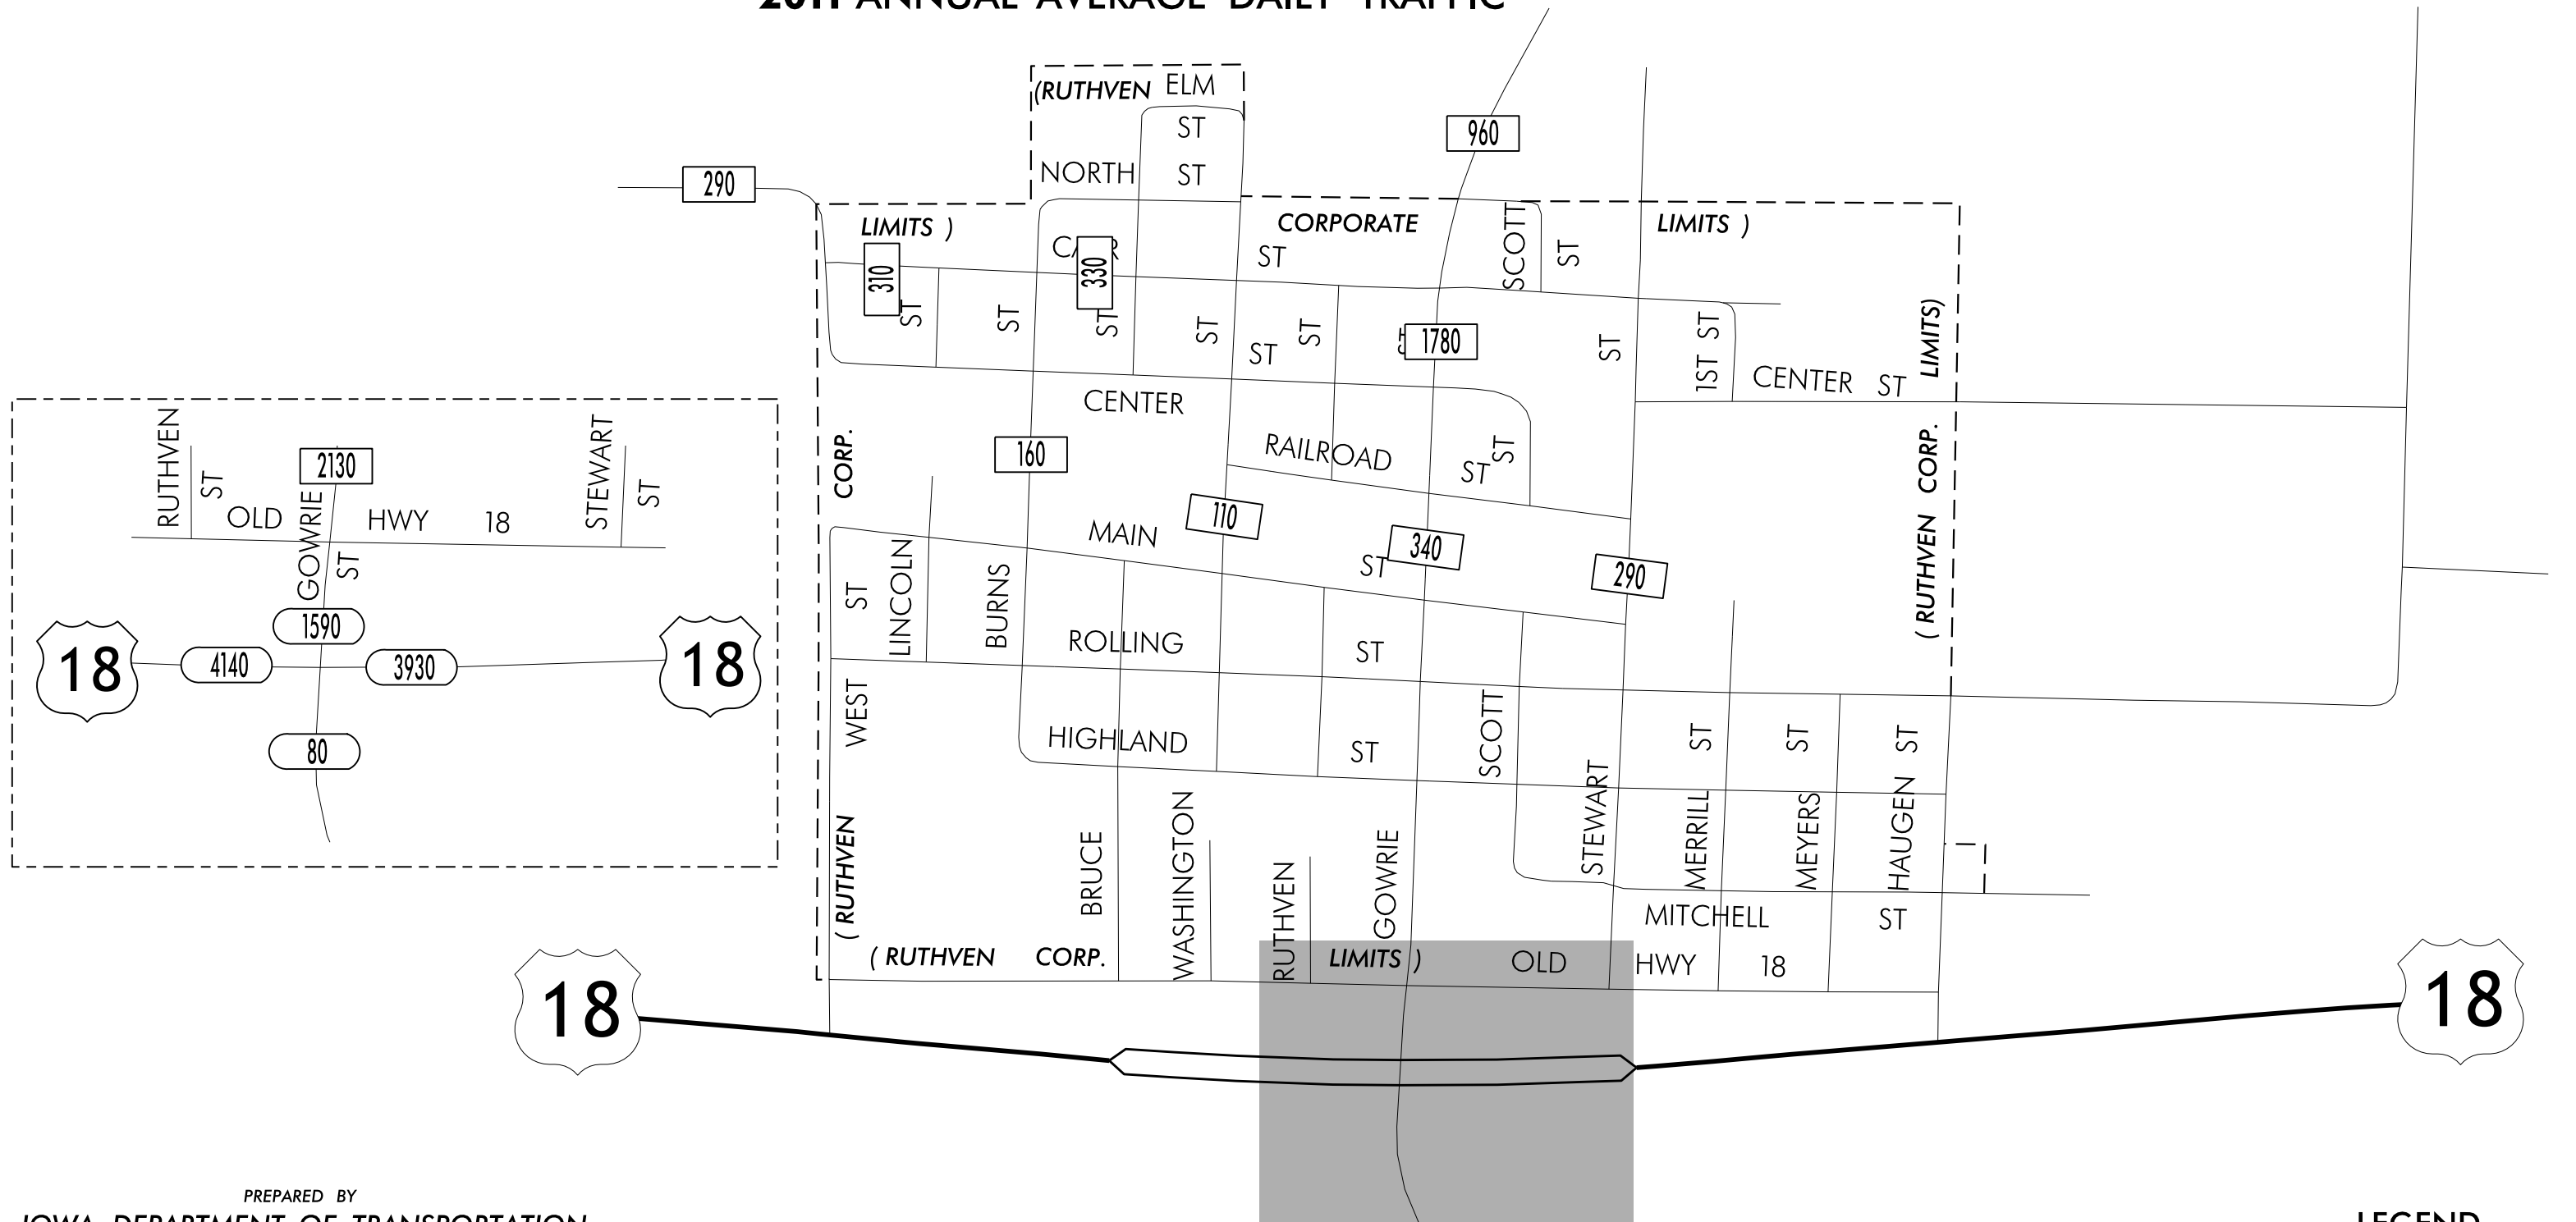 2011 ANNUAL AVERAGE DAILY TRAFFIC
(RUTHVEN
ELM
ST
960
NORTH ST
290
LIMITS )
CORPORATE
SCOTT
ST
LIMITS )
ST
310
ST
ST
330
ST
ST
ST
ST
1780
ST
1ST ST
LIMITS)
CENTER ST
CENTER
RUTHVEN
ST
2130
GOWRIE
ST
STEWART
ST
OLD HWY 18
1590
18
4140
3930
18
80
CORP.
160
RAILROAD ST
ST
110
MAIN
ST
340
290
( RUTHVEN CORP.
ST
LINCOLN
BURNS
ROLLING ST
WEST
HIGHLAND ST
SCOTT
ST
ST
ST
STEWART
MERRILL
MEYERS
HAUGEN
( RUTHVEN
BRUCE
WASHINGTON
RUTHVEN
GOWRIE
MITCHELL ST
( RUTHVEN CORP. LIMITS )
OLD HWY 18
18
18
PREPARED BY
IOWA DEPARTMENT OF TRANSPORTATION
LEGEND